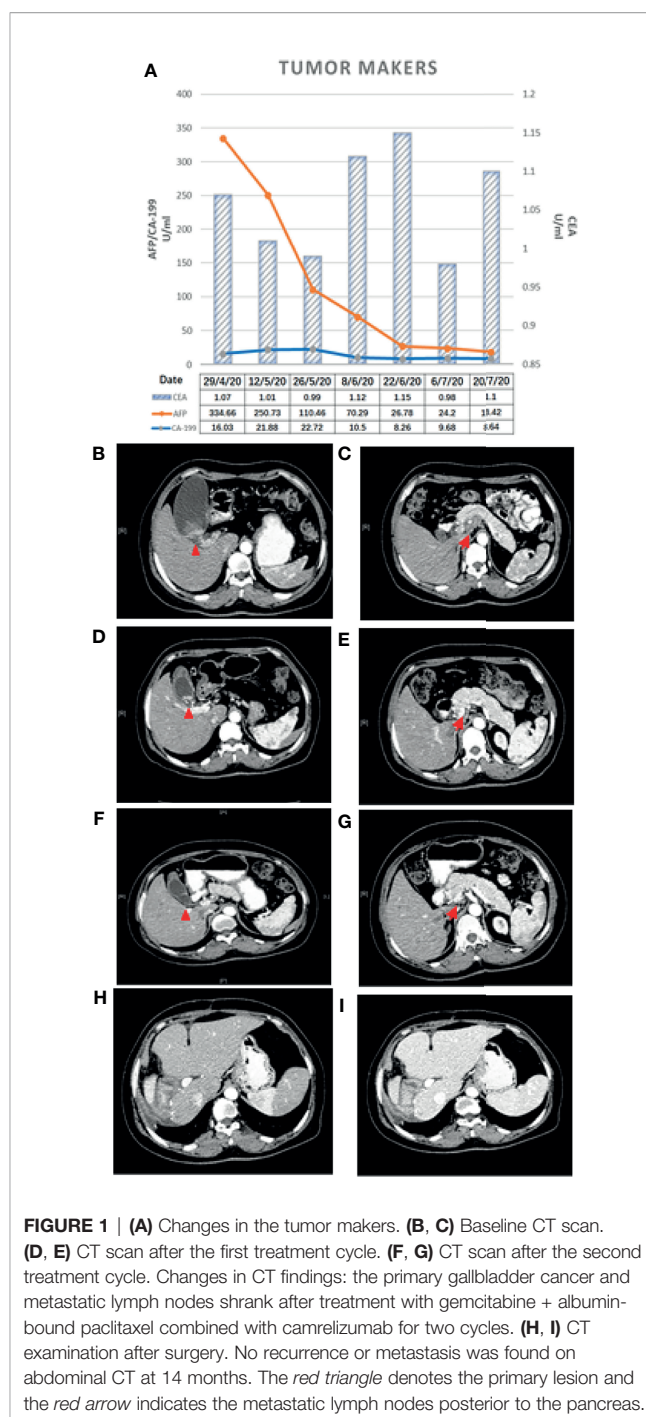 A
TUMOR MAKERS
400
350
300
250
200
150
100
50
0
AFP/CA-199
U/ml
1.2
1.15
1.1
1.05
1
0.95
0.9
0.85
CEA
U/ml
Date 29/4/20 12/5/20 26/5/20 8/6/20 22/6/20 6/7/20 20/7/20
CEA 1.07 1.01 0.99 1.12 1.15 0.98 1.1
AFP 334.66 250.73 110.46 70.29 26.78 24.2
CA-199 16.03 21.88 22.72 10.5 8.26 9.68
B
C
D
E
F
G
H
I
FIGURE 1 | (A) Changes in the tumor makers. (B, C) Baseline CT scan.
(D, E) CT scan after the first treatment cycle. (F, G) CT scan after the second
treatment cycle. Changes in CT findings: the primary gallbladder cancer and
metastatic lymph nodes shrank after treatment with gemcitabine + albumin-
bound paclitaxel combined with camrelizumab for two cycles. (H, I) CT
examination after surgery. No recurrence or metastasis was found on
abdominal CT at 14 months. The red triangle denotes the primary lesion and
the red arrow indicates the metastatic lymph nodes posterior to the pancreas.